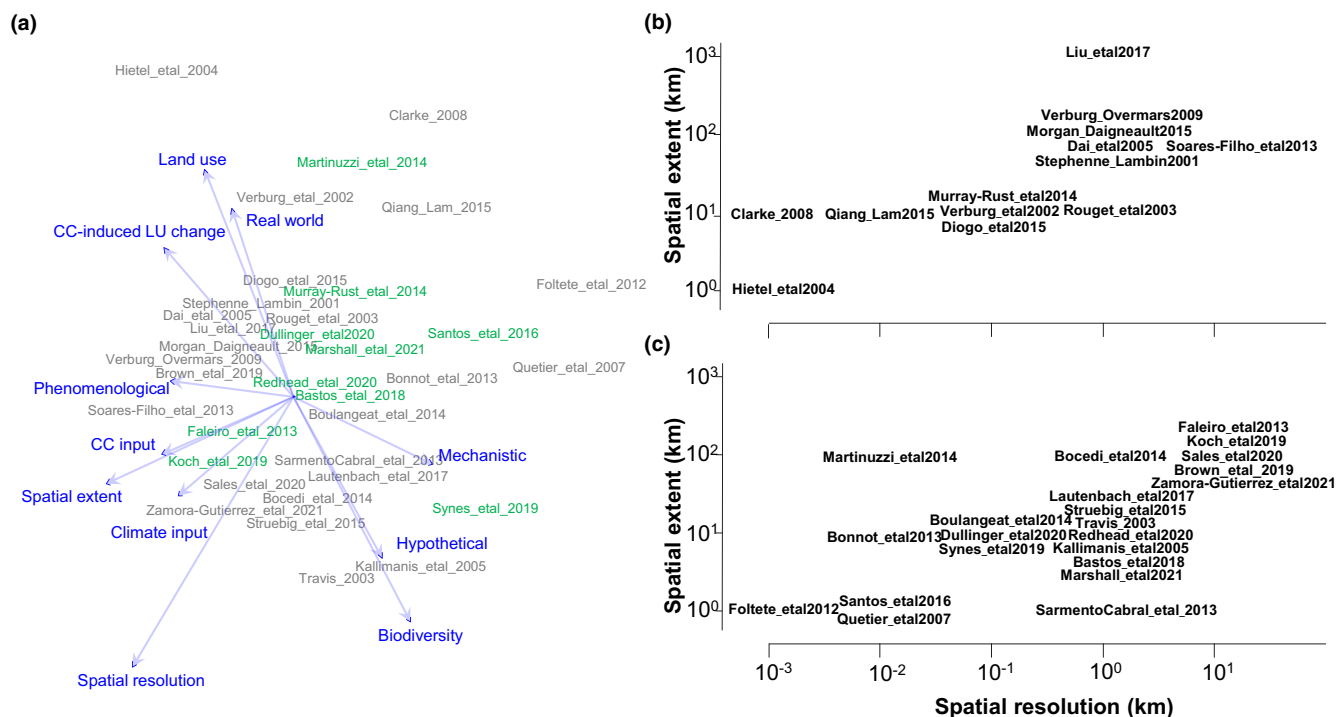 (a)
Hietel_etal_2004
Clarke_2008
Land use
Martinuzzi_etal_2014
Verburg_etal_2002
Qiang_Lam_2015
Real world
CC-induced LU change
Diogo_etal_2015
Murray-Rust_etal_2014
Foltete_etal_2012
Stephenne_Lambin_2001
Dai_etal_2005
Rouget_etal_2003
Liu_etal_2017
Dullinger_etal2020
Santos_etal_2016
Morgan_Daigneault_2015
Marshall_etal_2021
Verburg_Overmars_2009
Quetier_etal_2007
Brown_etal_2019
Phenomenological
Redhead_etal_2020
Bonnot_etal_2013
Bastos_etal_2018
Soares-Filho_etal_2013
Boulangeat_etal_2014
Faleiro_etal_2013
CC input
Koch_etal_2019
SarmentoCabral_etal_2013
Mechanistic
Lautenbach_etal_2017
Spatial extent
Sales_etal_2020
Bocedi_etal_2014
Zamora-Gutierrez_etal_2021
Synes_etal_2019
Climate input
Struebig_etal_2015
Hypothetical
Kallimanis_etal_2005
Travis_2003
Biodiversity
Spatial resolution
(b)
Spatial extent (km)
10³
10²
10¹
10⁰
Liu_etal2017
Verburg_Overmars2009
Morgan_Daigneault2015
Dai_etal2005
Soares-Filho_etal2013
Stephenne_Lambin2001
Murray-Rust_etal2014
Clarke_2008
Qiang_Lam2015
Verburg_etal2002
Rouget_etal2003
Diogo_etal2015
Hietel_etal2004
(c)
Spatial extent (km)
10³
10²
10¹
10⁰
Faleiro_etal2013
Koch_etal2019
Martinuzzi_etal2014
Bocedi_etal2014
Sales_etal2020
Brown_etal_2019
Zamora-Gutierrez_etal2021
Lautenbach_etal2017
Struebig_etal2015
Boulangeat_etal2014
Travis_2003
Bonnot_etal2013
Dullinger_etal2020
Redhead_etal2020
Synes_etal2019
Kallimanis_etal2005
Bastos_etal2018
Marshall_etal2021
Santos_etal2016
Foltete_etal2012
SarmentoCabral_etal_2013
Quetier_etal2007
10⁻³
10⁻²
10⁻¹
10⁰
10¹
Spatial resolution (km)